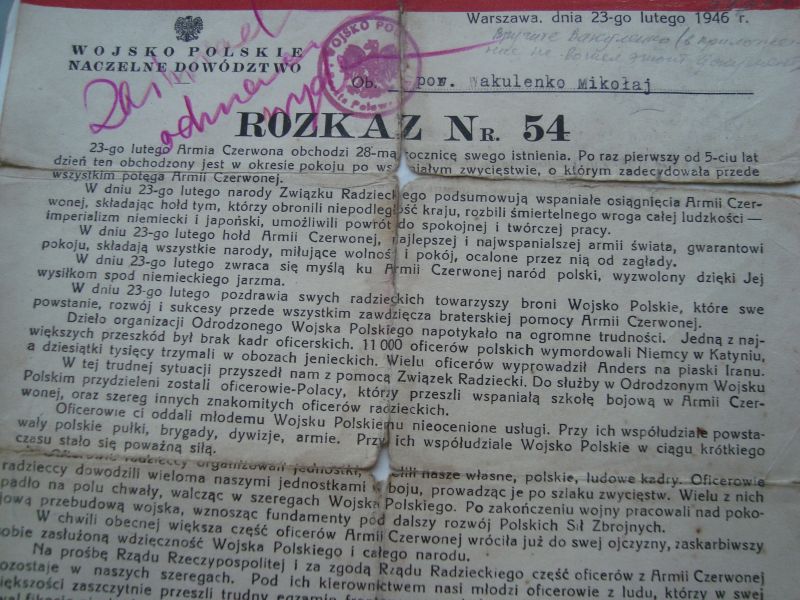 Warszawa, dnia 23-go lutego 1946 r.
WOJSKO POLSKIE
NACZELNE DOWÓDZTWO
WOJSKO PO
Ob. por. Wakulenko Mikołaj
ROZKAZ NR. 54
23-go lutego Armia Czerwona obchodzi 28-mą rocznicę swego istnienia. Po raz pierwszy od 5-ciu lat
dzień ten obchodzony jest w okresie pokoju po wspaniałym zwycięstwie, o którym zadecydowała przede
wszystkim potęga Armii Czerwonej.
W dniu 23-go lutego narody Związku Radzieckiego podsumowują wspaniałe osiągnięcia Armii Czer-
wonej, składając hołd tym, którzy obronili niepodległość kraju, rozbili śmiertelnego wroga całej ludzkości —
imperializm niemiecki i japoński, umożliwili powrót do spokojnej i twórczej pracy.
W dniu 23-go lutego hołd Armii Czerwonej, najlepszej i najwspanialszej armii świata, gwarantowi
pokoju, składają wszystkie narody, miłujące wolność i pokój, ocalone przez nią od zagłady.
W dniu 23-go lutego zwraca się myślą ku Armii Czerwonej naród polski, wyzwolony dzięki Jej
wysiłkom spod niemieckiego jarzma.
W dniu 23-go lutego pozdrawia swych radzieckich towarzyszy broni Wojsko Polskie, które swe
powstanie, rozwój i sukcesy przede wszystkim zawdzięcza braterskiej pomocy Armii Czerwonej.
Dzieło organizacji Odrodzonego Wojska Polskiego napotykało na ogromne trudności. Jedną z naj-
większych przeszkód był brak kadr oficerskich. 11 000 oficerów polskich wymordowali Niemcy w Katyniu,
a dziesiątki tysięcy trzymali w obozach jenieckich. Wielu oficerów wyprowadził Anders na piaski Iranu.
W tej trudnej sytuacji przyszedł nam z pomocą Związek Radziecki. Do służby w Odrodzonym Wojsku
Polskim przydzieleni zostali oficerowie-Polacy, którzy przeszli wspaniałą szkołę bojową w Armii Czer-
wonej, oraz szereg innych znakomitych oficerów radzieckich.
Oficerowie ci oddali młodemu Wojsku Polskiemu nieocenione usługi. Przy ich współudziale powsta-
wały polskie pułki, brygady, dywizje, armie. Przy ich współudziale Wojsko Polskie w ciągu krótkiego
czasu stało się poważną siłą.
Oficerowie radzieccy organizowali jednostki, nasze własne, polskie, ludowe kadry. Oficerowie
radzieccy dowodzili wieloma naszymi jednostkami w boju, prowadząc je po szlaku zwycięstw. Wielu z nich
padło na polu chwały, walcząc w szeregach Wojska Polskiego. Po zakończeniu wojny pracowali nad poko-
jową przebudową wojska, wznosząc fundamenty pod dalszy rozwój Polskich Sił Zbrojnych.
W chwili obecnej większa część oficerów Armii Czerwonej wróciła już do swej ojczyzny, zaskarbiwszy
sobie zasłużoną wdzięczność Wojska Polskiego i całego narodu.
Na prośbę Rządu Rzeczypospolitej i za zgodą Rządu Radzieckiego część oficerów z Armii Czerwonej
pozostaje w naszych szeregach. Pod ich kierownictwem nasi młodzi oficerowie z ludu, którzy w swej
większości zaszczytnie przeszli trudny egzamin